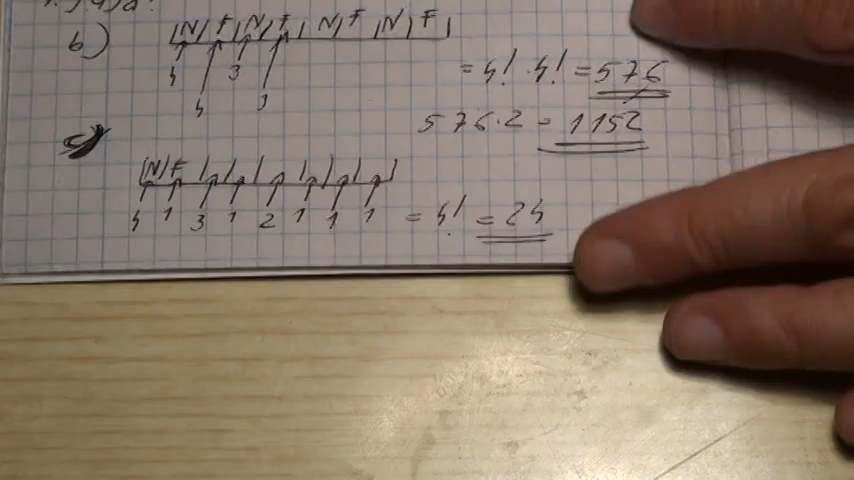 b) |N|F|N|F| N|F |N|F|
4 4 3 3
= 4! · 4! = 576
576·2 = 1152
c) |N|F| | | | | | |
4 1 3 1 2 1 1 1 = 4! = 24